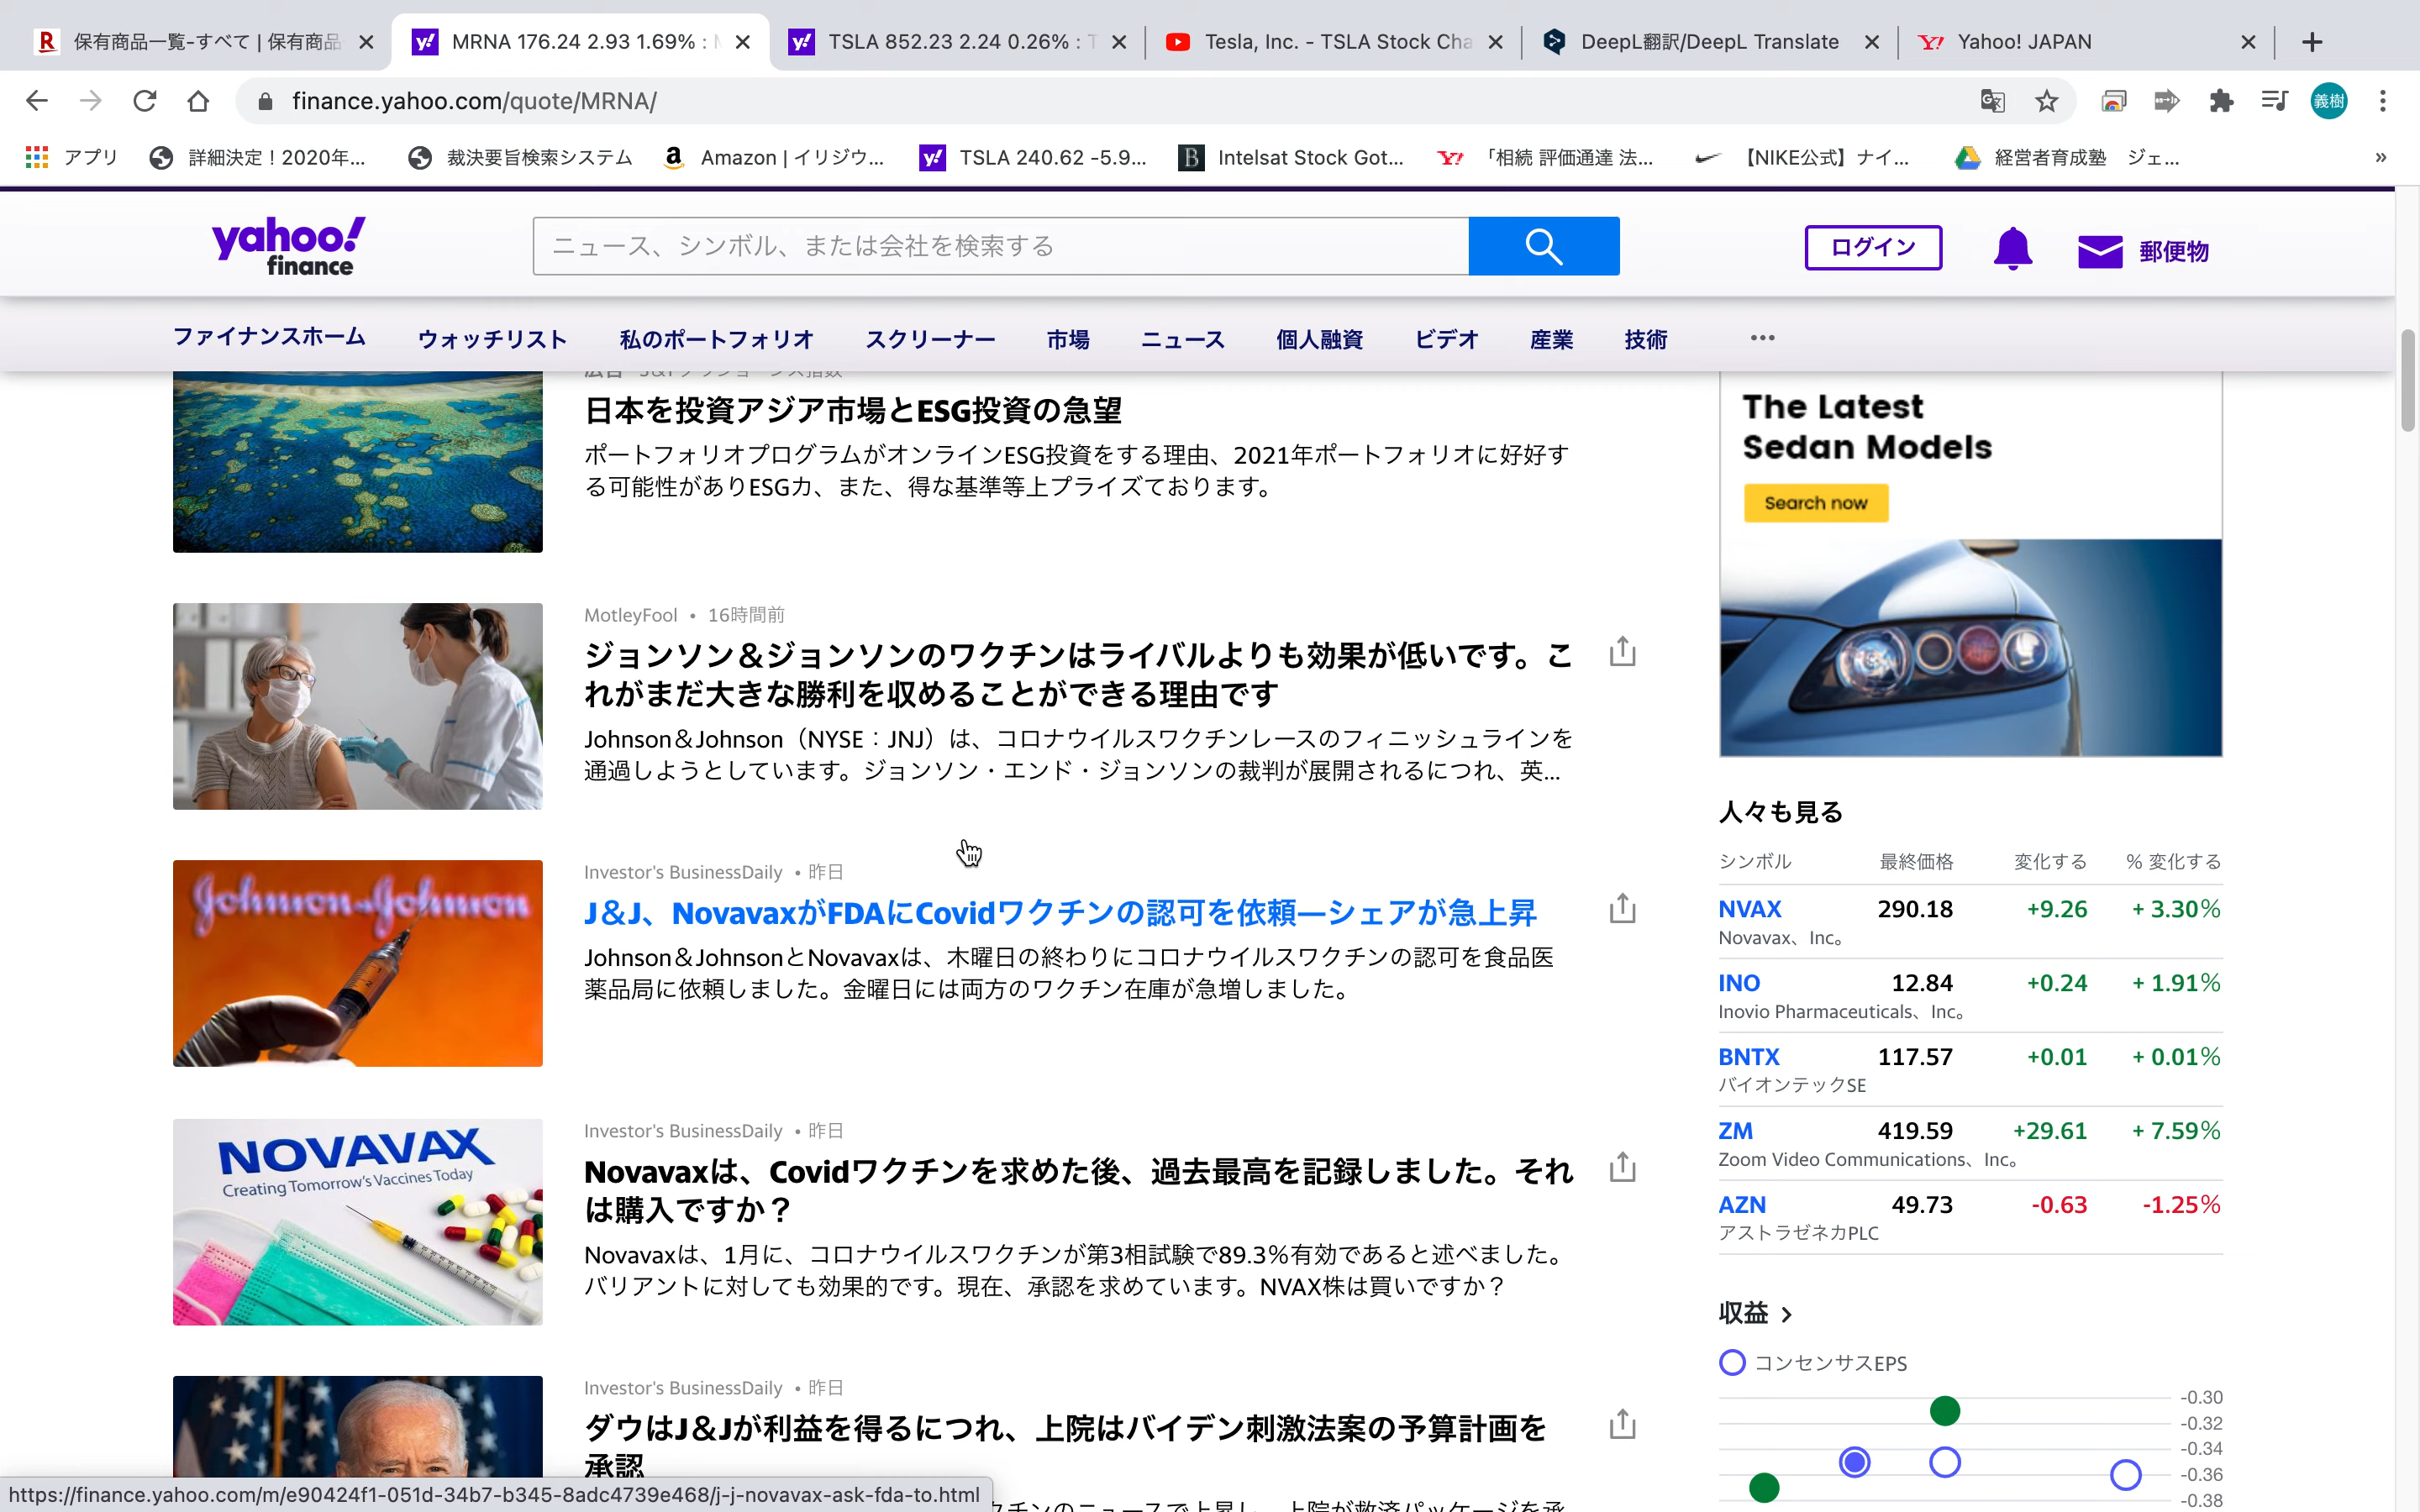 保有商品一覧-すべて | 保有商品
MRNA 176.24 2.93 1.69% :
TSLA 852.23 2.24 0.26% :
Tesla, Inc. - TSLA Stock Cha
DeepL翻訳/DeepL Translate
Yahoo! JAPAN
finance.yahoo.com/quote/MRNA/
義樹
アプリ
詳細決定！2020年...
裁決要旨検索システム
Amazon | イリジウ...
TSLA 240.62 -5.9...
Intelsat Stock Got...
「相続 評価通達 法...
【NIKE公式】ナイ...
経営者育成塾 ジェ...
»
yahoo!
finance
ニュース、シンボル、または会社を検索する
ログイン
郵便物
ファイナンスホーム
ウォッチリスト
私のポートフォリオ
スクリーナー
市場
ニュース
個人融資
ビデオ
産業
技術
•••
日本を投資アジア市場とESG投資の急望
ポートフォリオプログラムがオンラインESG投資をする理由、2021年ポートフォリオに好好す
る可能性がありESGカ、また、得な基準等上プライズております。
MotleyFool • 16時間前
ジョンソン＆ジョンソンのワクチンはライバルよりも効果が低いです。こ
れがまだ大きな勝利を収めることができる理由です
Johnson＆Johnson（NYSE：JNJ）は、コロナウイルスワクチンレースのフィニッシュラインを
通過しようとしています。ジョンソン・エンド・ジョンソンの裁判が展開されるにつれ、英...
Johnson & Johnson
Investor's BusinessDaily • 昨日
J＆J、NovavaxがFDAにCovidワクチンの認可を依頼—シェアが急上昇
Johnson＆JohnsonとNovavaxは、木曜日の終わりにコロナウイルスワクチンの認可を食品医
薬品局に依頼しました。金曜日には両方のワクチン在庫が急増しました。
NOVAVAX
Creating Tomorrow's Vaccines Today
Investor's BusinessDaily • 昨日
Novavaxは、Covidワクチンを求めた後、過去最高を記録しました。それ
は購入ですか？
Novavaxは、1月に、コロナウイルスワクチンが第3相試験で89.3％有効であると述べました。
バリアントに対しても効果的です。現在、承認を求めています。NVAX株は買いですか？
Investor's BusinessDaily • 昨日
ダウはJ＆Jが利益を得るにつれ、上院はバイデン刺激法案の予算計画を
承認
https://finance.yahoo.com/m/e90424f1-051d-34b7-b345-8adc4739e468/j-j-novavax-ask-fda-to.html
The Latest
Sedan Models
Search now
人々も見る
シンボル 最終価格 変化する ％ 変化する
NVAX 290.18 +9.26 + 3.30％
Novavax、Inc。
INO 12.84 +0.24 + 1.91％
Inovio Pharmaceuticals、Inc。
BNTX 117.57 +0.01 + 0.01％
バイオンテックSE
ZM 419.59 +29.61 + 7.59％
Zoom Video Communications、Inc。
AZN 49.73 -0.63 -1.25％
アストラゼネカPLC
収益
コンセンサスEPS
-0.30
-0.32
-0.34
-0.36
-0.38